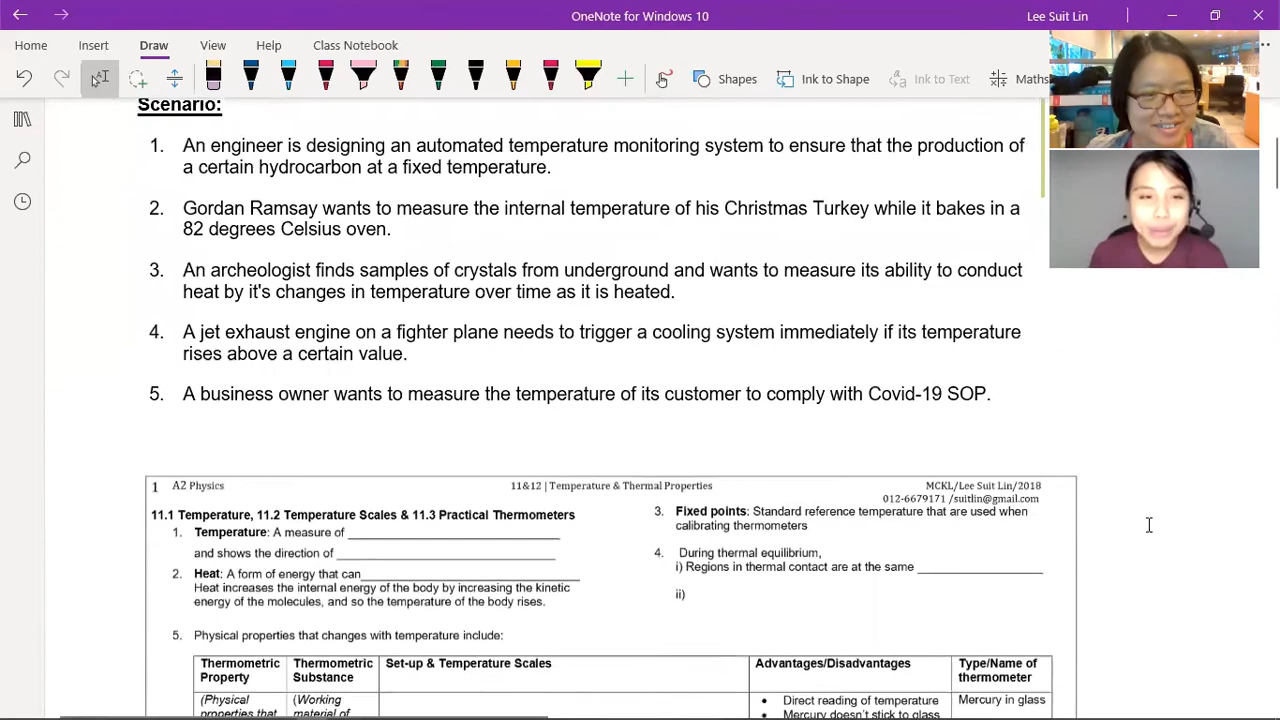 OneNote for Windows 10
Lee Suit Lin
Home Insert Draw View Help Class Notebook
Shapes Ink to Shape Ink to Text Maths
Scenario:
1. An engineer is designing an automated temperature monitoring system to ensure that the production of
a certain hydrocarbon at a fixed temperature.
2. Gordan Ramsay wants to measure the internal temperature of his Christmas Turkey while it bakes in a
82 degrees Celsius oven.
3. An archeologist finds samples of crystals from underground and wants to measure its ability to conduct
heat by it's changes in temperature over time as it is heated.
4. A jet exhaust engine on a fighter plane needs to trigger a cooling system immediately if its temperature
rises above a certain value.
5. A business owner wants to measure the temperature of its customer to comply with Covid-19 SOP.
1 A2 Physics 11&12 | Temperature & Thermal Properties MCKL/Lee Suit Lin/2018
012-6679171 /suitlin@gmail.com
11.1 Temperature, 11.2 Temperature Scales & 11.3 Practical Thermometers
1. Temperature: A measure of
and shows the direction of
2. Heat: A form of energy that can
Heat increases the internal energy of the body by increasing the kinetic
energy of the molecules, and so the temperature of the body rises.
3. Fixed points: Standard reference temperature that are used when
calibrating thermometers
4. During thermal equilibrium,
i) Regions in thermal contact are at the same
ii)
5. Physical properties that changes with temperature include:
Thermometric Property
Thermometric Substance
Set-up & Temperature Scales
Advantages/Disadvantages
Type/Name of thermometer
(Physical properties that
(Working material of
• Direct reading of temperature
• Mercury doesn't stick to glass
Mercury in glass